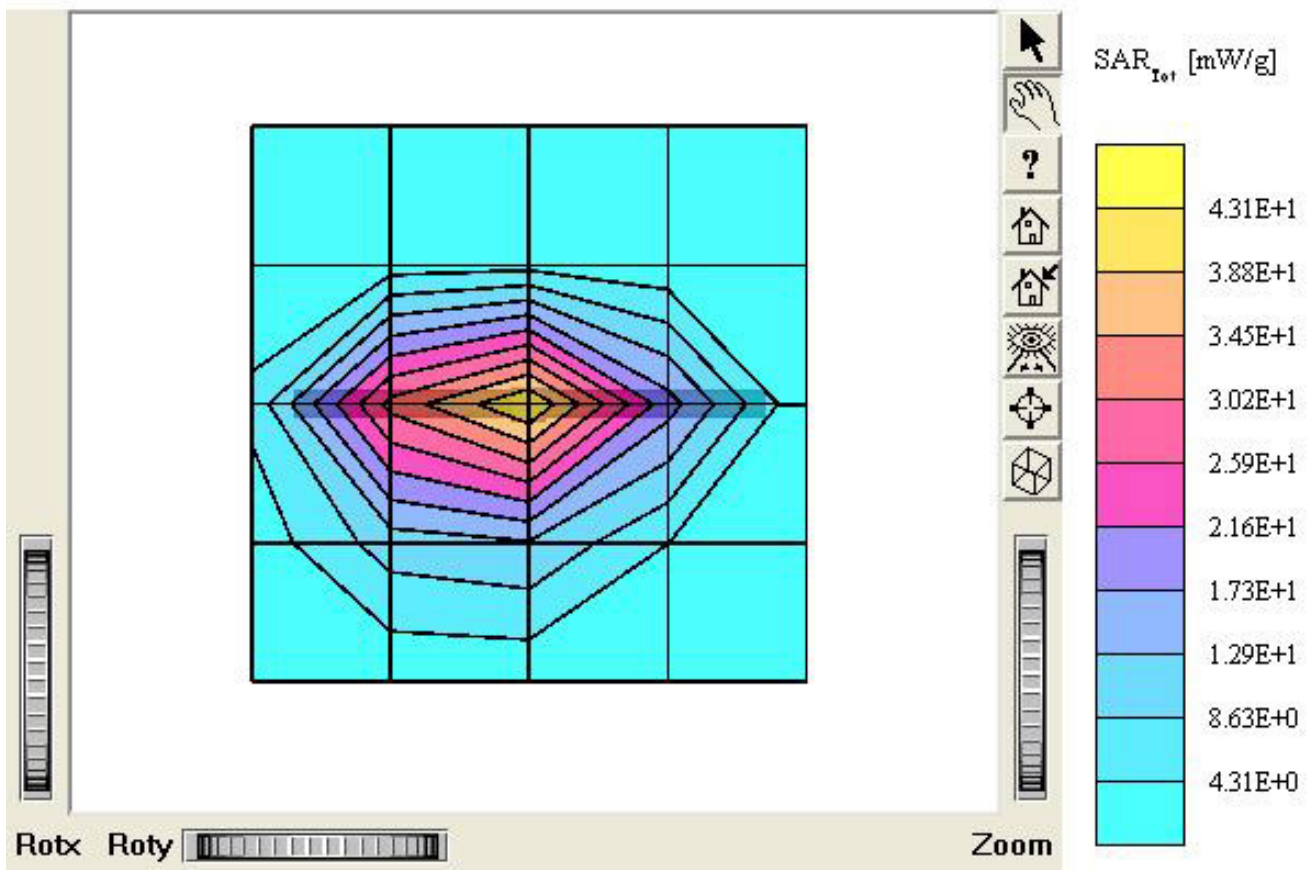 SAR_Tot [mW/g]
?
4.31E+1
3.88E+1
3.45E+1
3.02E+1
2.59E+1
2.16E+1
1.73E+1
1.29E+1
8.63E+0
4.31E+0
Rotx Roty Zoom